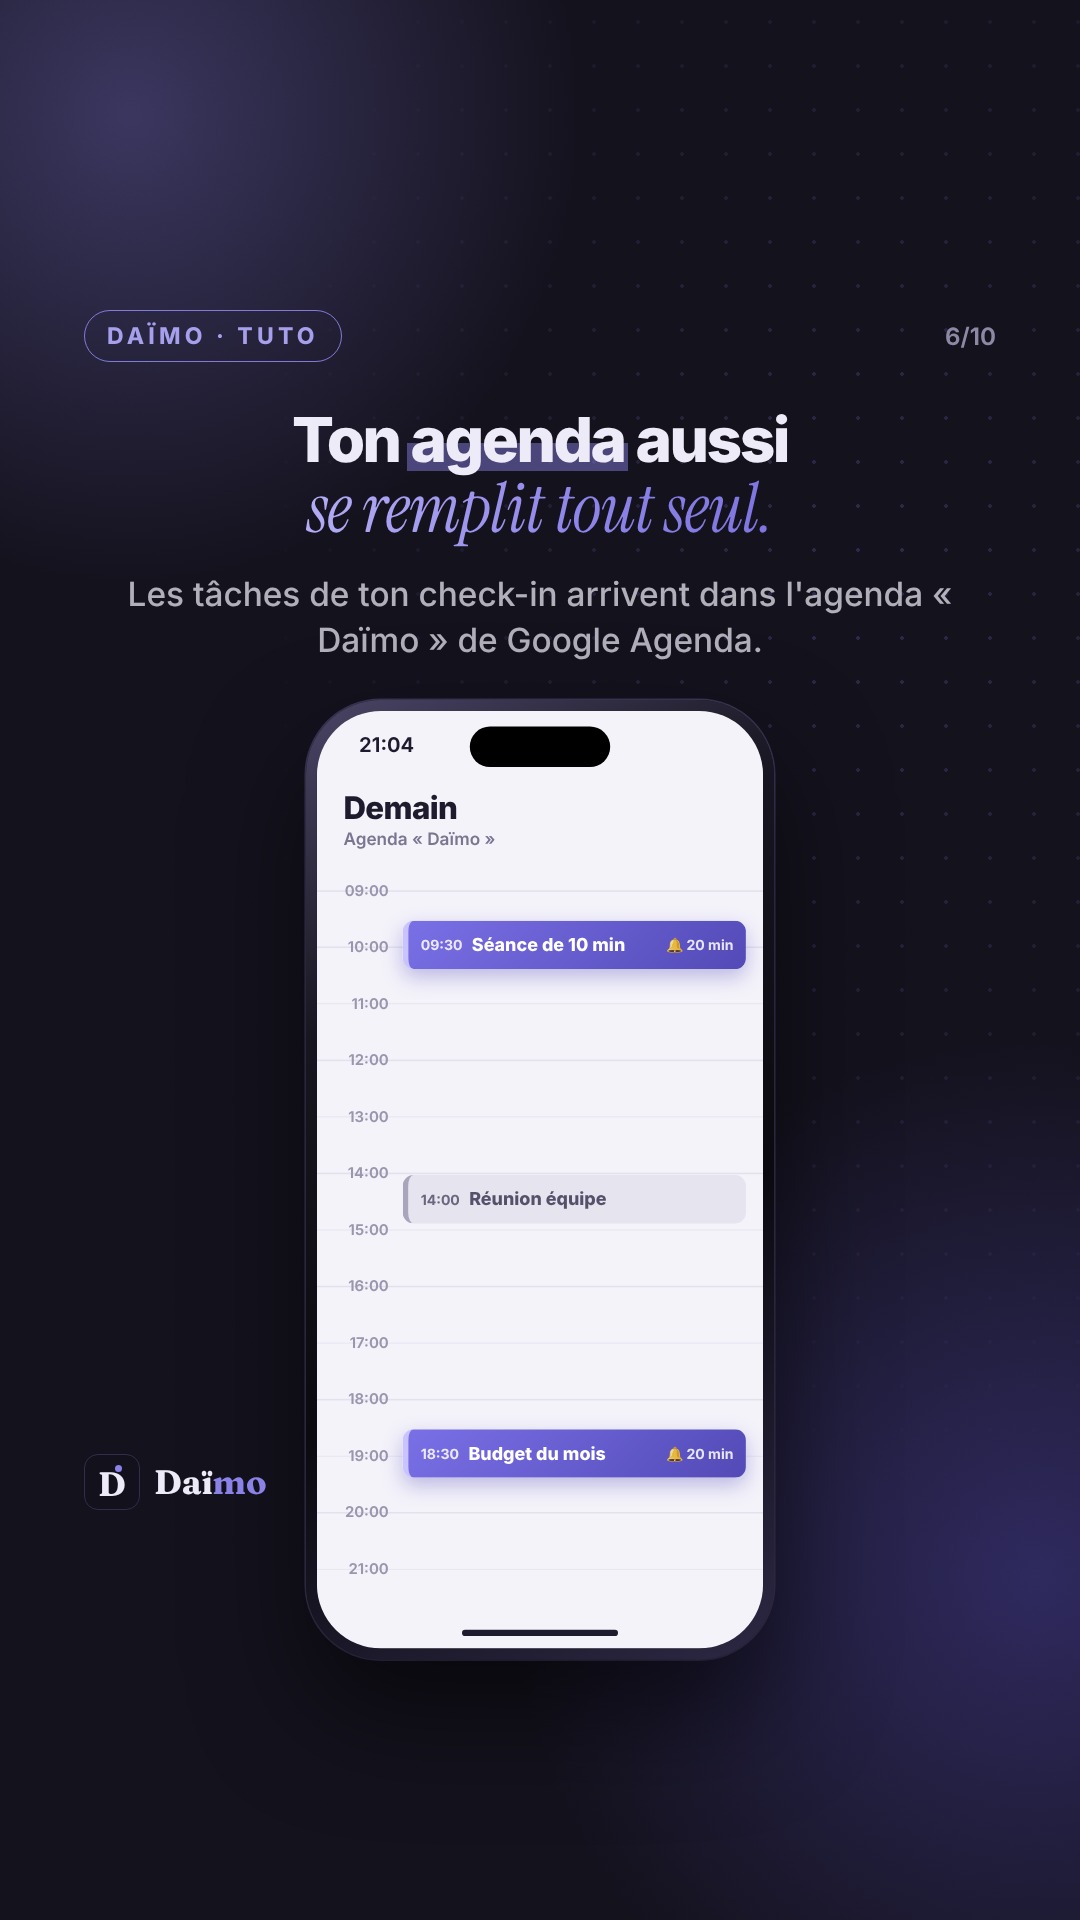 DAÏMO · TUTO
6/10
Ton agenda aussi
se remplit tout seul.
Les tâches de ton check-in arrivent dans l'agenda «
Daïmo » de Google Agenda.
21:04
Demain
Agenda « Daïmo »
09:00
09:30 Séance de 10 min 🔔 20 min
10:00
11:00
12:00
13:00
14:00
14:00 Réunion équipe
15:00
16:00
17:00
18:00
18:30 Budget du mois 🔔 20 min
19:00
20:00
21:00
D Daïmo